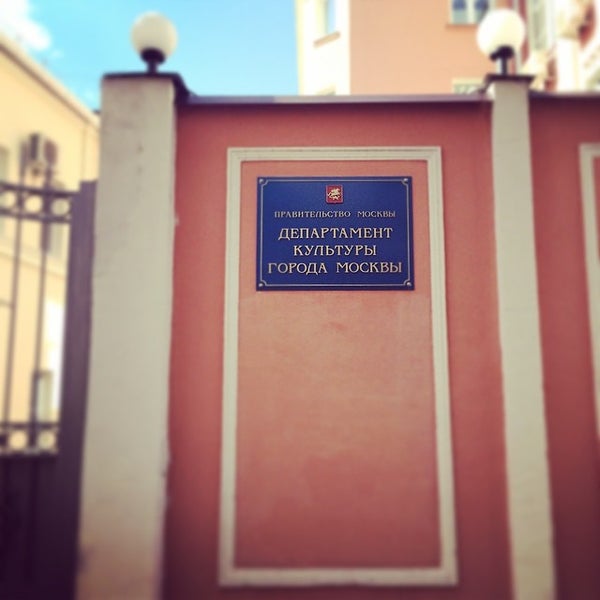 ПРАВИТЕЛЬСТВО МОСКВЫ
ДЕПАРТАМЕНТ
КУЛЬТУРЫ
ГОРОДА МОСКВЫ